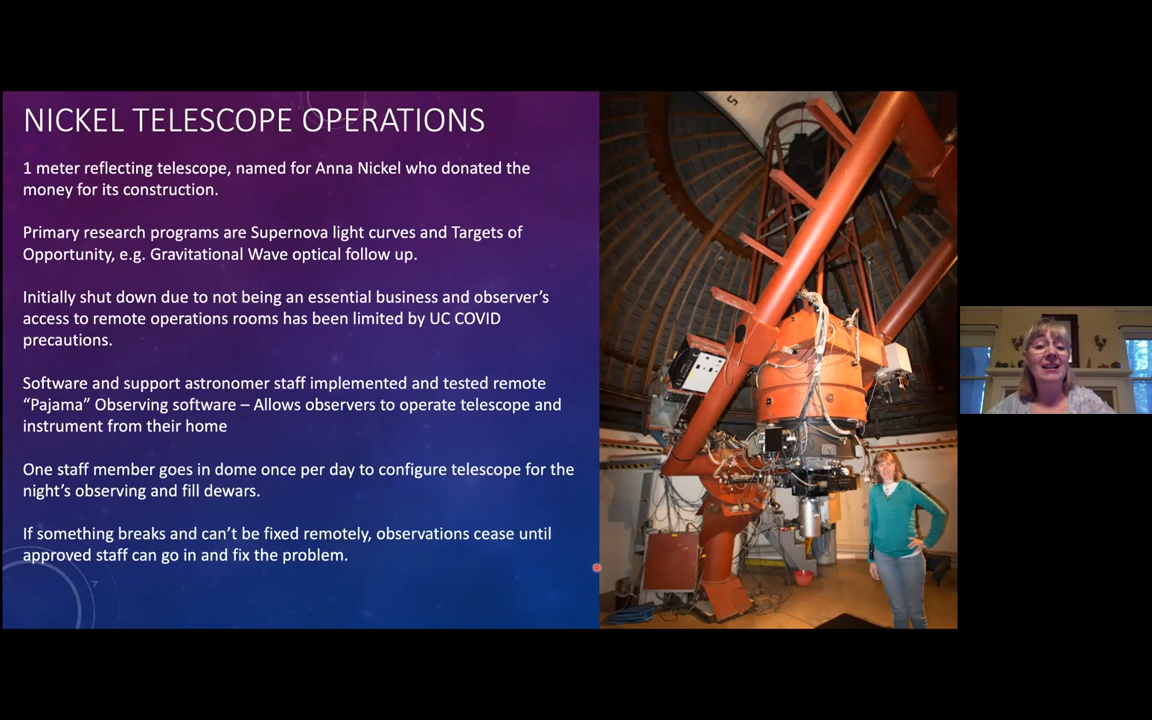 NICKEL TELESCOPE OPERATIONS
1 meter reflecting telescope, named for Anna Nickel who donated the
money for its construction.
Primary research programs are Supernova light curves and Targets of
Opportunity, e.g. Gravitational Wave optical follow up.
Initially shut down due to not being an essential business and observer’s
access to remote operations rooms has been limited by UC COVID
precautions.
Software and support astronomer staff implemented and tested remote
“Pajama” Observing software – Allows observers to operate telescope and
instrument from their home
One staff member goes in dome once per day to configure telescope for the
night’s observing and fill dewars.
If something breaks and can’t be fixed remotely, observations cease until
approved staff can go in and fix the problem.
5